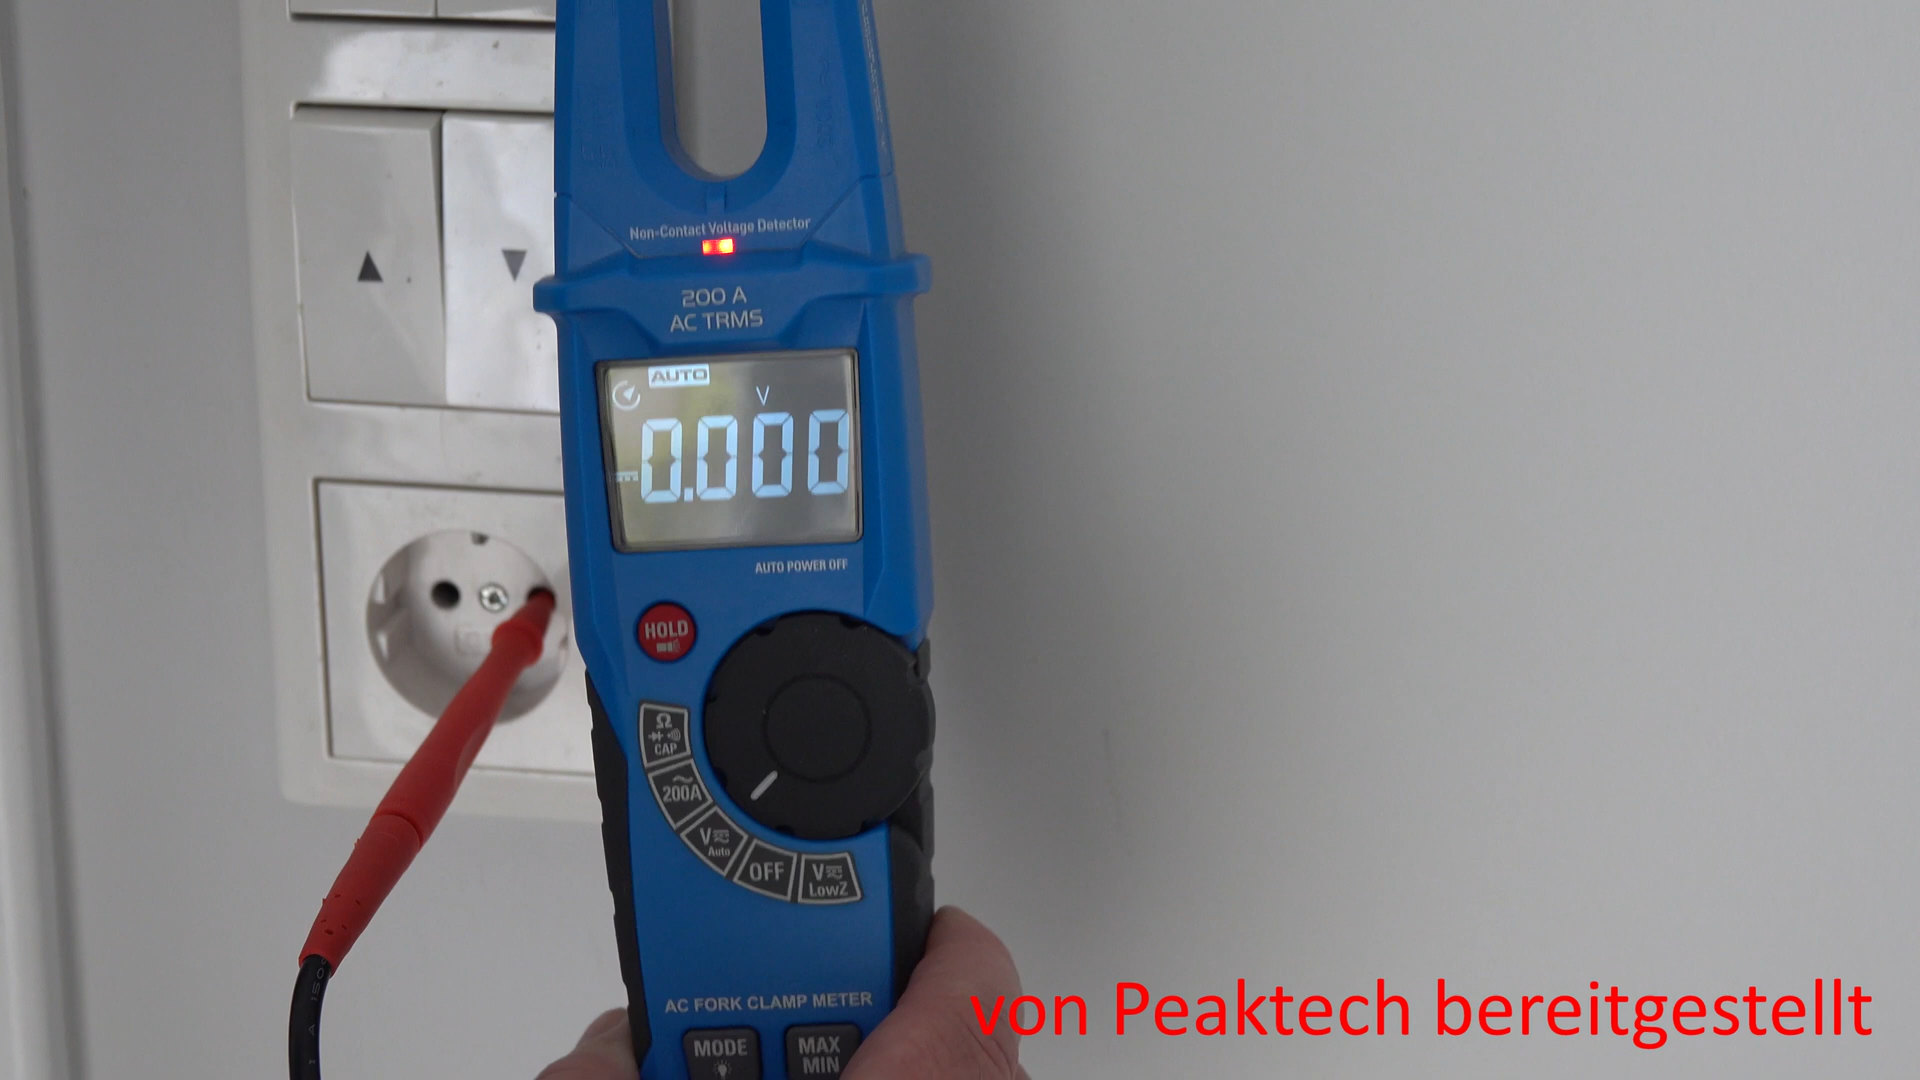 Non-Contact Voltage Detector
200 A
AC TRMS
AUTO
V
0.000
AUTO POWER OFF
HOLD
Ω
CAP
200A
V
Auto
OFF
V
LowZ
AC FORK CLAMP METER
MODE
MAX
MIN
von Peaktech bereitgestellt